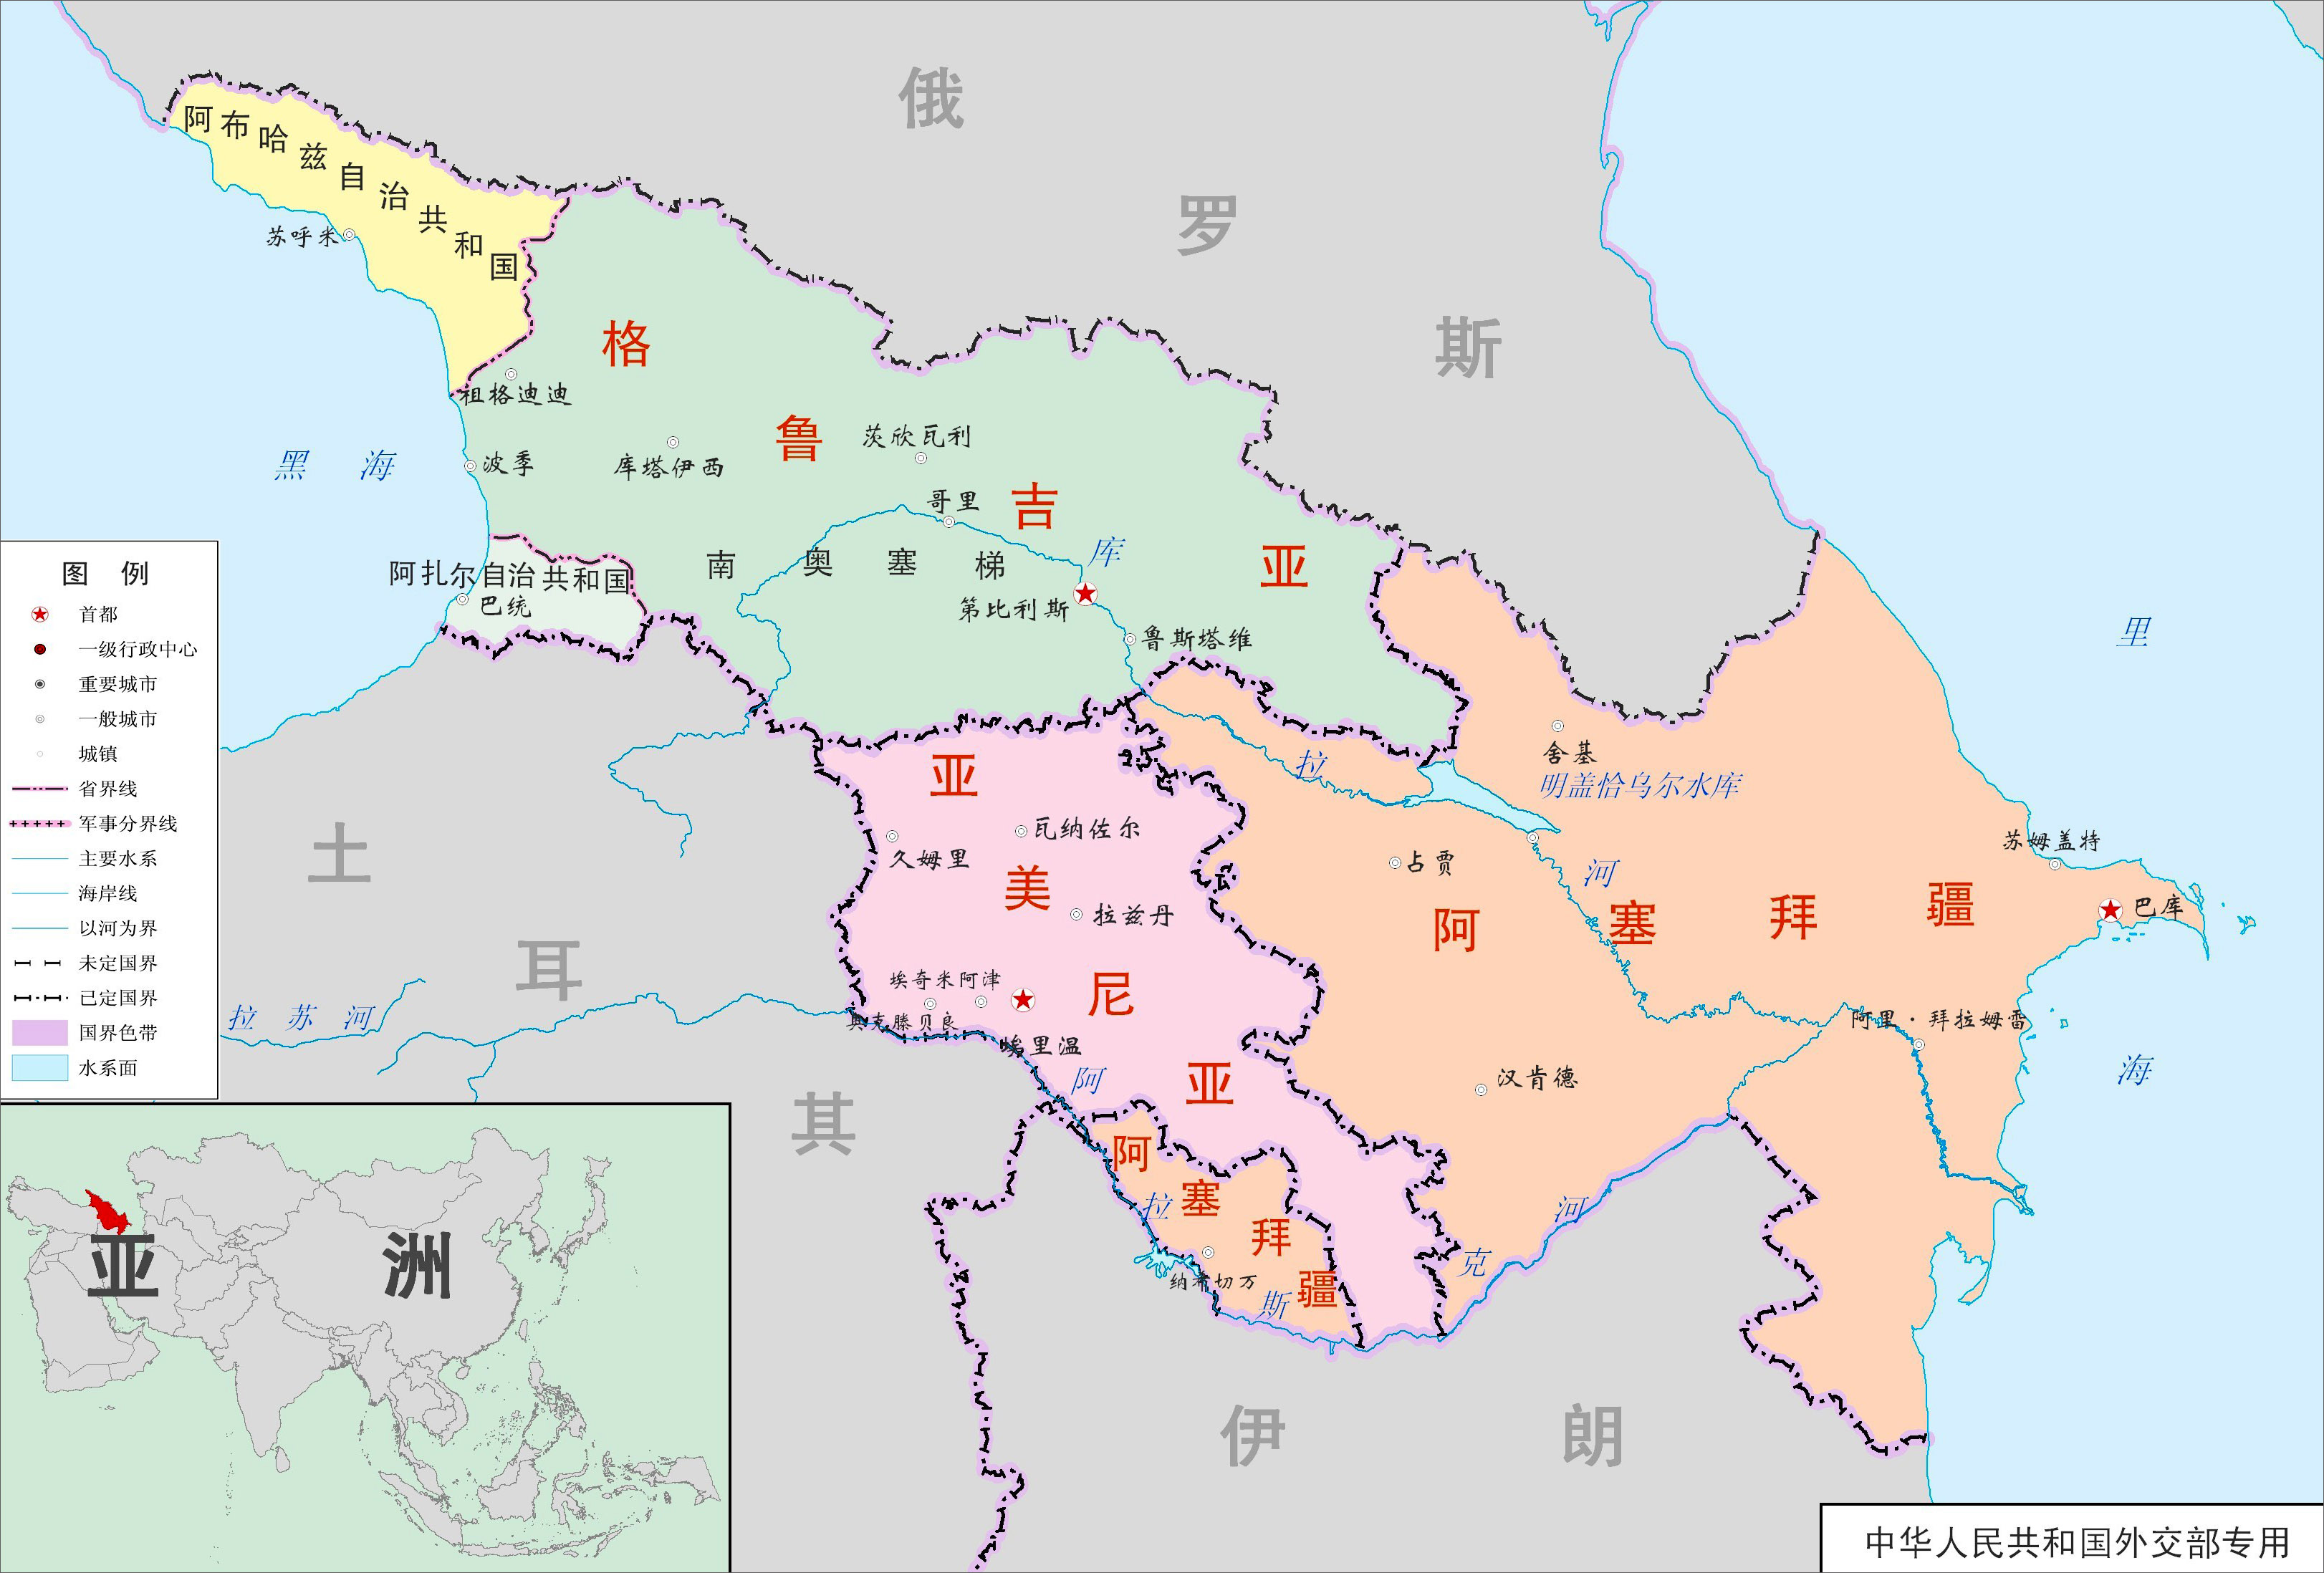 俄罗斯
阿布哈兹自治共和国
苏呼米
格鲁吉亚
祖格迪迪
黑海
波季
库塔伊西
茨欣瓦利
哥里
南奥塞梯
库
阿扎尔自治共和国
巴统
第比利斯
鲁斯塔维
里
图 例
首都
一级行政中心
重要城市
一般城市
城镇
省界线
军事分界线
主要水系
海岸线
以河为界
未定国界
已定国界
国界色带
水系面
舍基
拉
明盖恰乌尔水库
亚美尼亚
瓦纳佐尔
久姆里
占贾
河
苏姆盖特
土耳其
拉兹丹
阿塞拜疆
巴库
埃奇米阿津
奥克滕贝良
埃里温
拉苏河
阿里·拜拉姆雷
阿
汉肯德
海
阿塞拜疆
拉
河
克
纳希切万
斯
亚洲
伊朗
中华人民共和国外交部专用